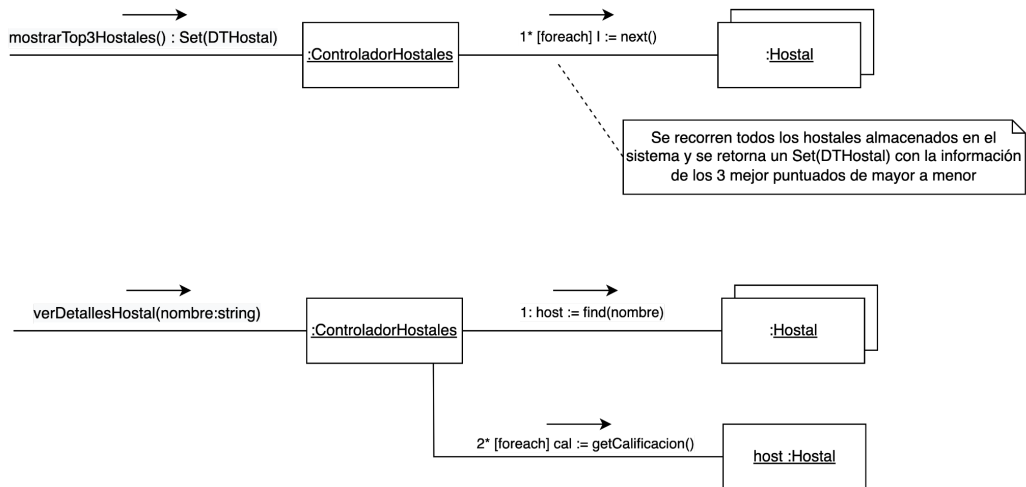 mostrarTop3Hostales() : Set(DTHostal)
:ControladorHostales
1* [foreach] I := next()
:Hostal
Se recorren todos los hostales almacenados en el
sistema y se retorna un Set(DTHostal) con la información
de los 3 mejor puntuados de mayor a menor
verDetallesHostal(nombre:string)
:ControladorHostales
1: host := find(nombre)
:Hostal
2* [foreach] cal := getCalificacion()
host :Hostal